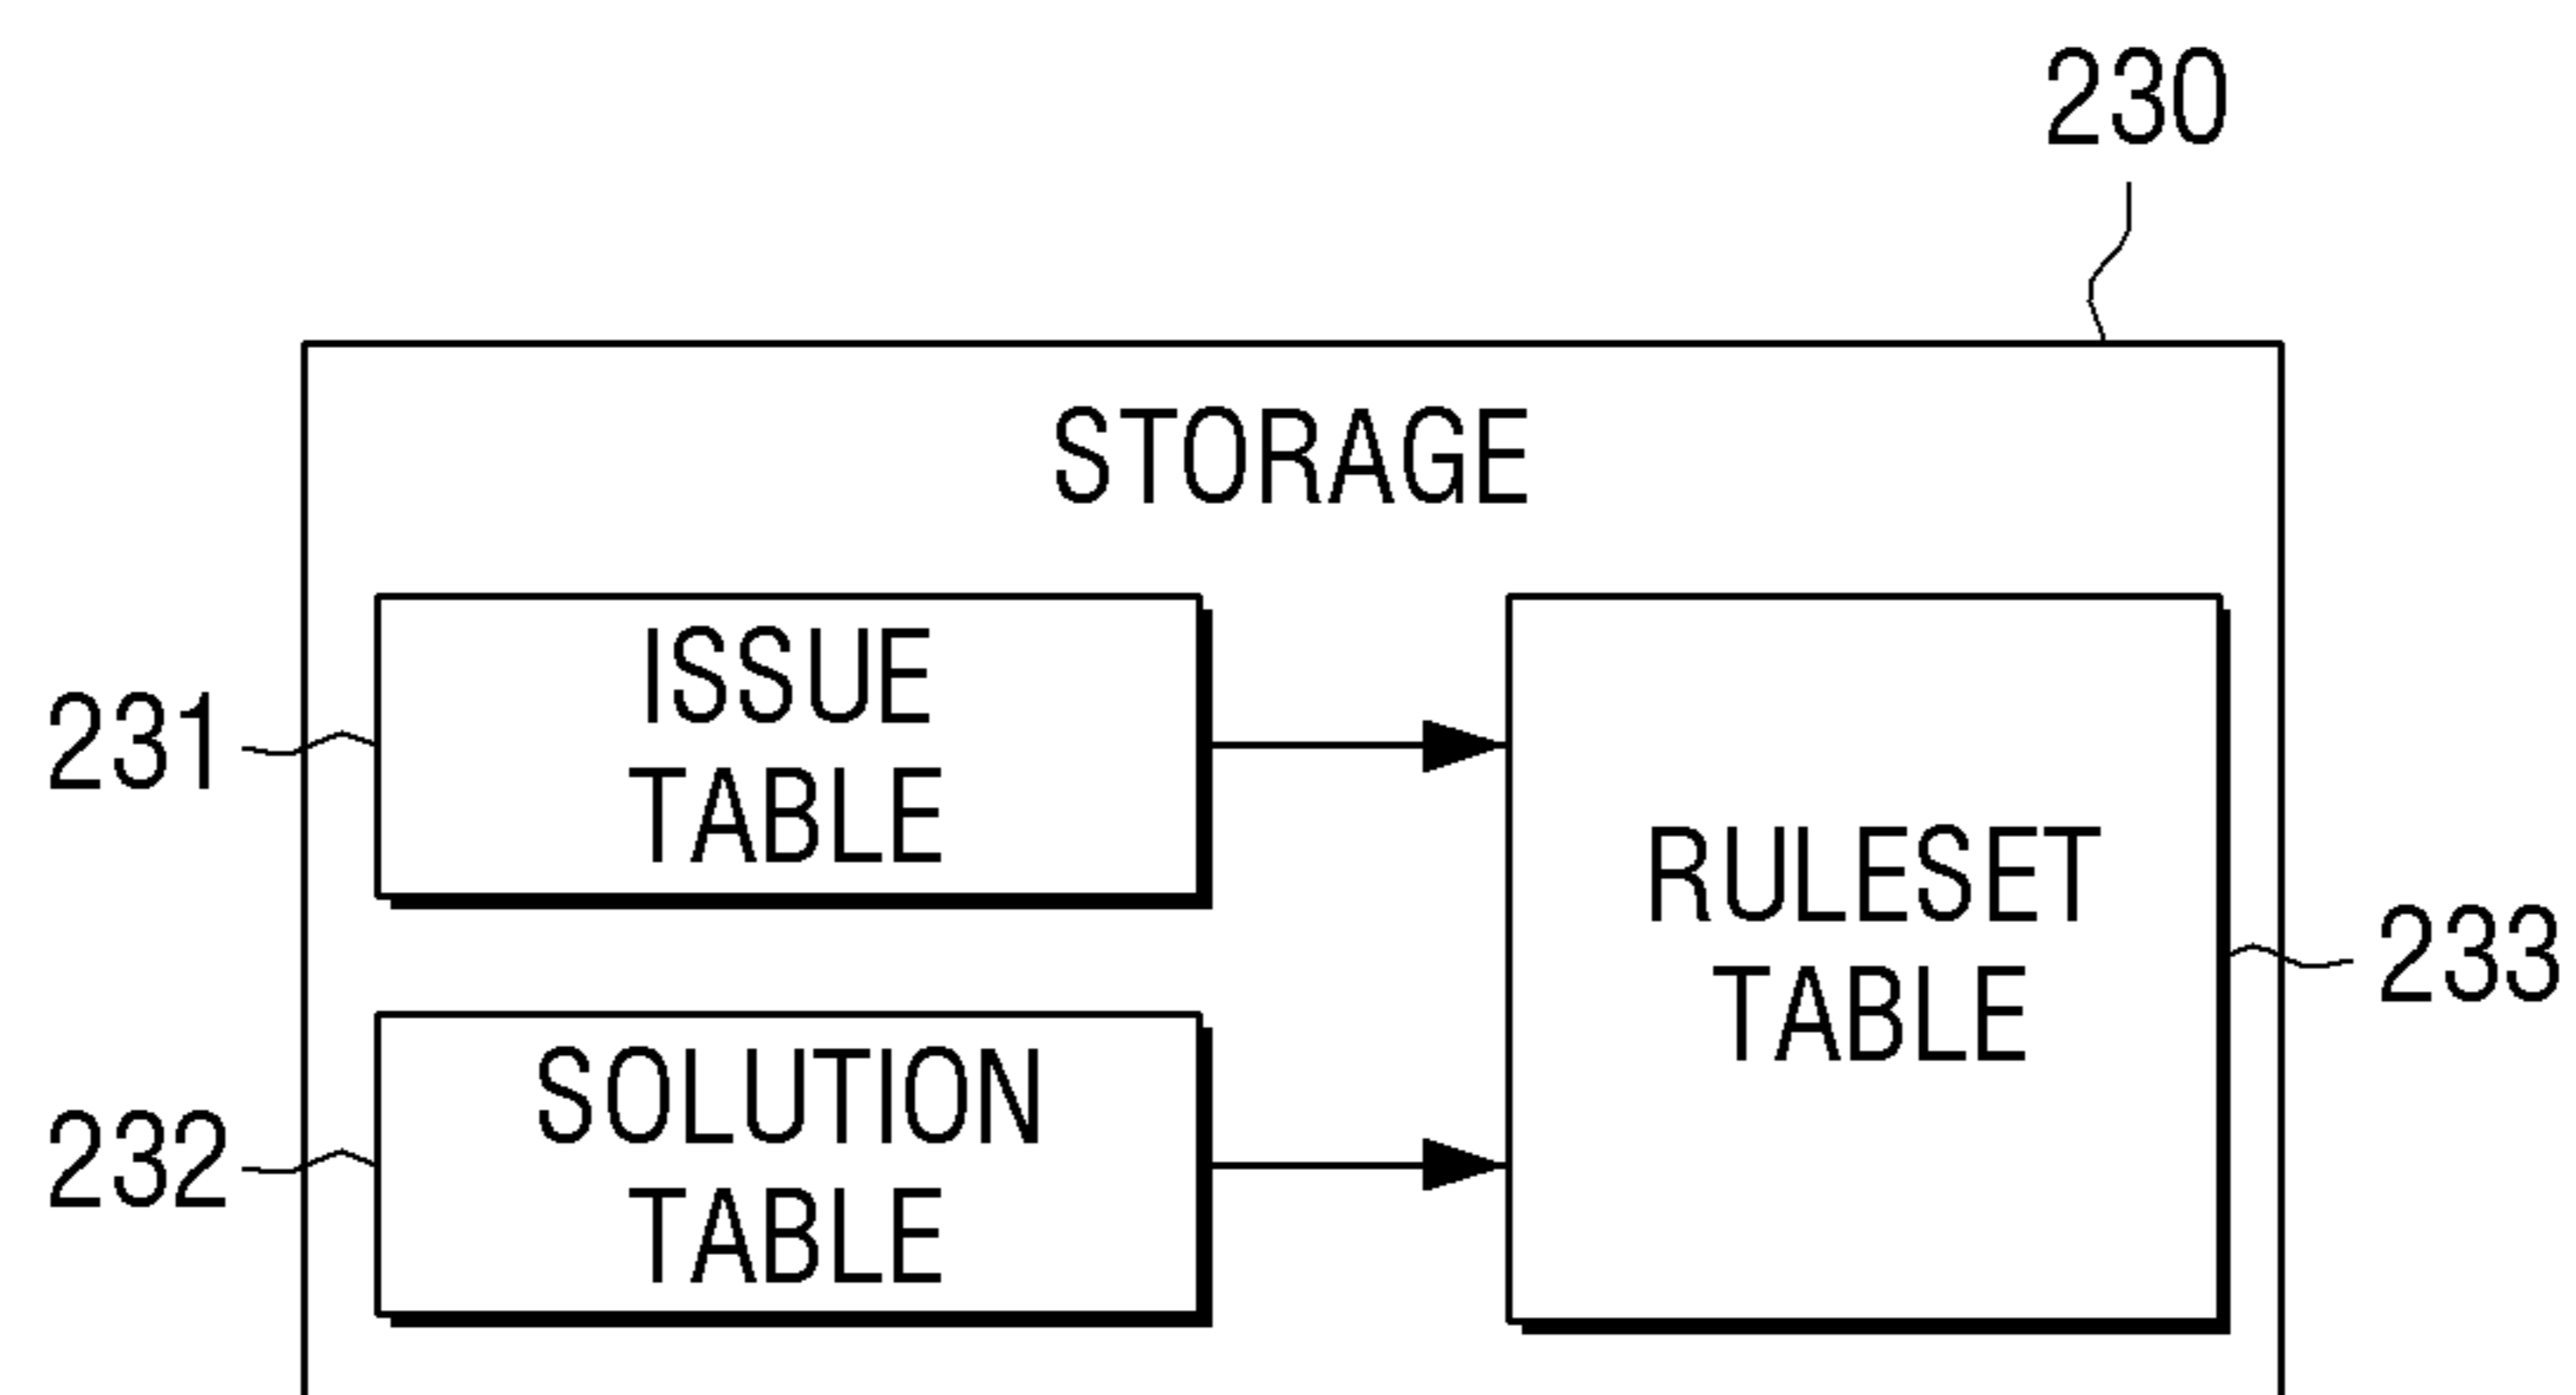 230
STORAGE
231
ISSUE
TABLE
RULESET
TABLE
233
232
SOLUTION
TABLE